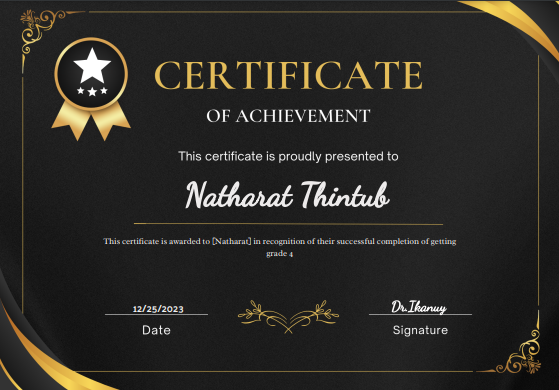 CERTIFICATE
OF ACHIEVEMENT
This certificate is proudly presented to
Natharat Thintub
This certificate is awarded to [Natharat] in recognition of their successful completion of getting
grade 4
12/25/2023
Date
Dr.Ikanuy
Signature